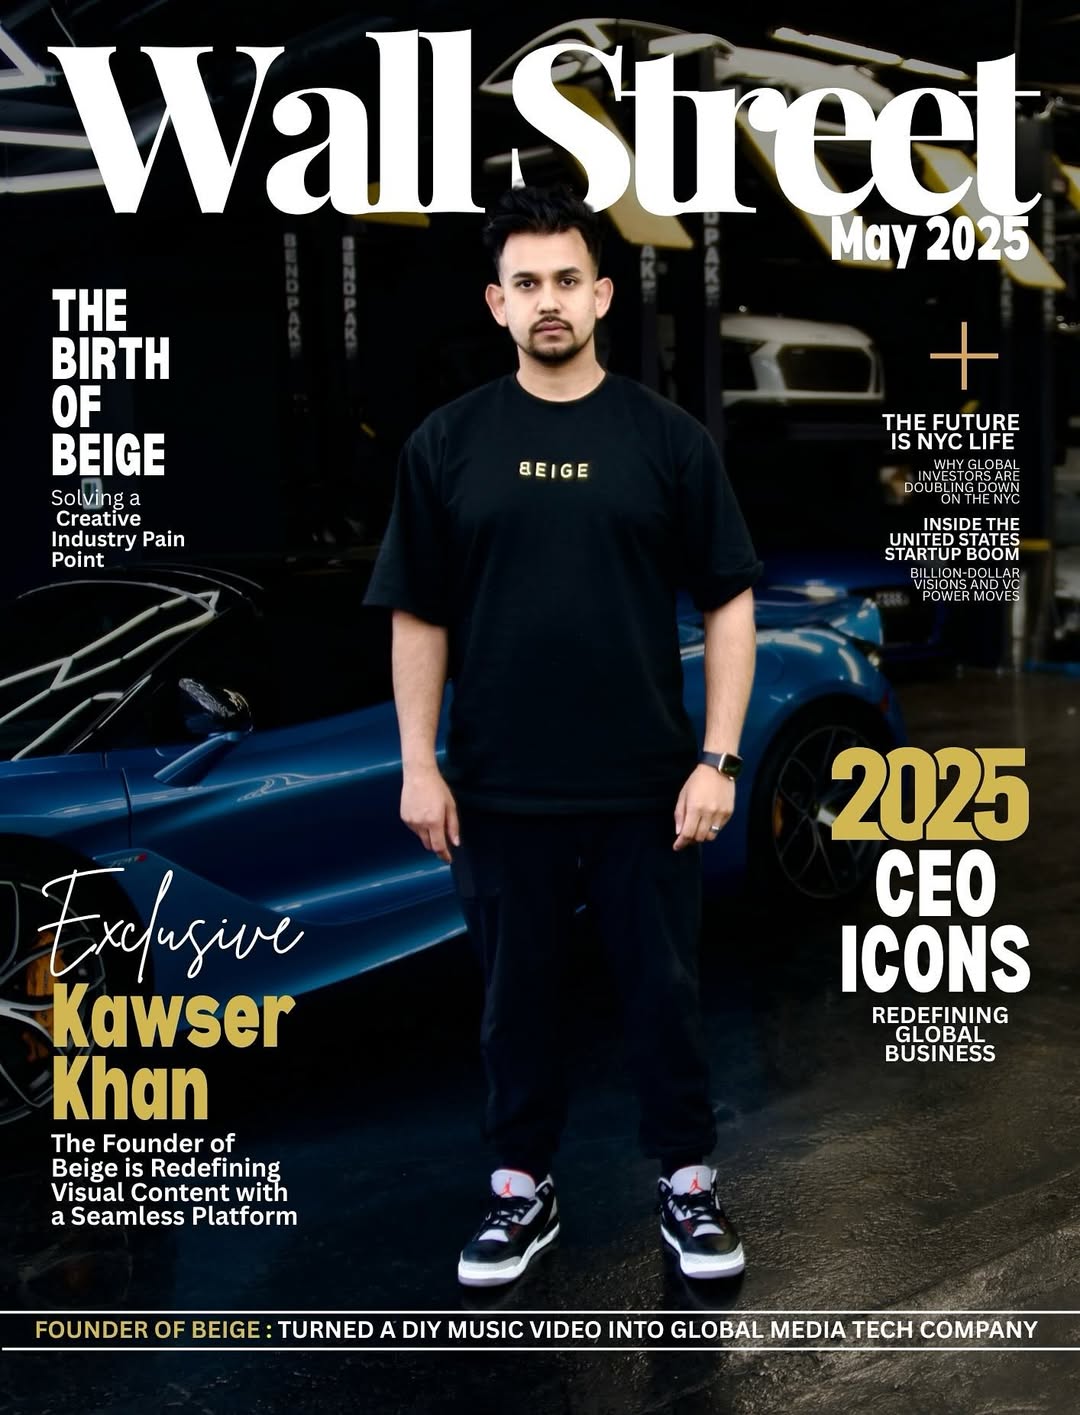 Wall Street
May 2025
BENDPAK
BENDPAK
THE
BIRTH
OF
BEIGE
Solving a
Creative
Industry Pain
Point
THE FUTURE
IS NYC LIFE
WHY GLOBAL
INVESTORS ARE
DOUBLING DOWN
ON THE NYC
INSIDE THE
UNITED STATES
STARTUP BOOM
BILLION-DOLLAR
VISIONS AND VC
POWER MOVES
BEIGE
2025
CEO
ICONS
REDEFINING
GLOBAL
BUSINESS
Exclusive
Kawser
Khan
The Founder of
Beige is Redefining
Visual Content with
a Seamless Platform
FOUNDER OF BEIGE : TURNED A DIY MUSIC VIDEO INTO GLOBAL MEDIA TECH COMPANY